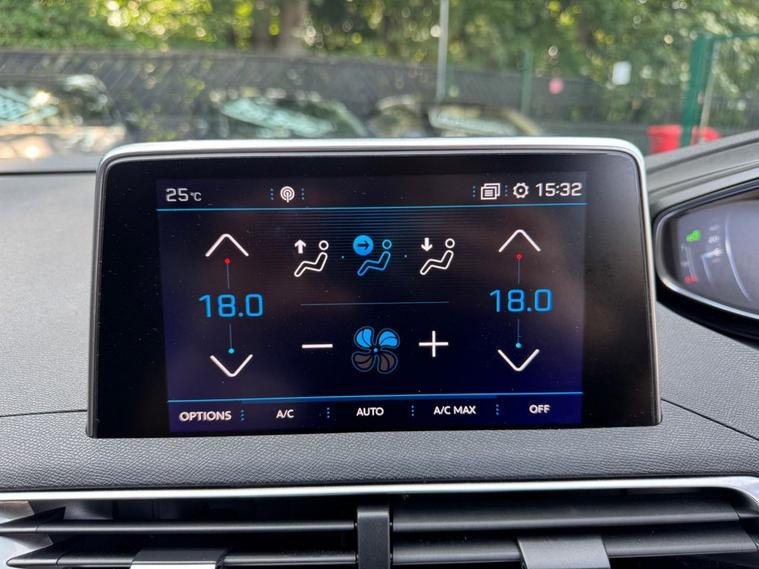 25°C 15:32
18.0 18.0
OPTIONS A/C AUTO A/C MAX OFF